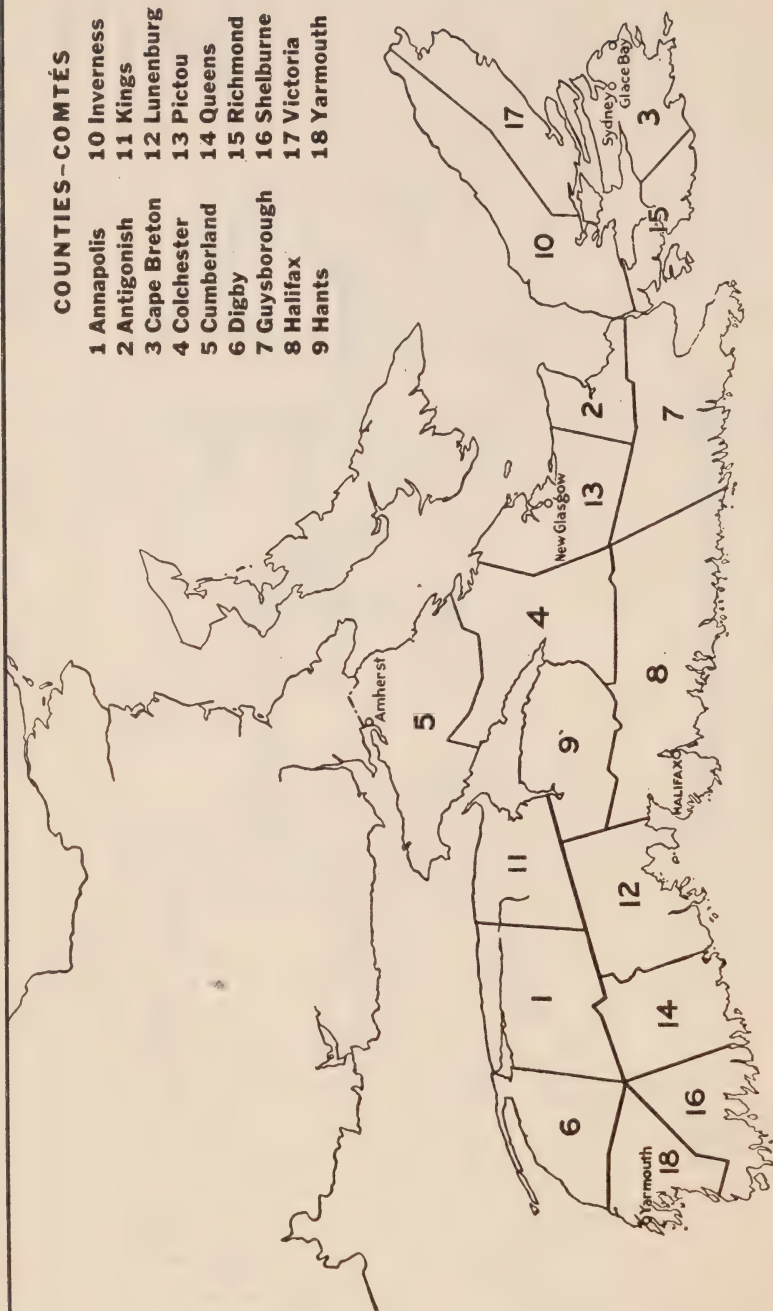 COUNTIES-COMTÉS
1 Annapolis
2 Antigonish
3 Cape Breton
4 Colchester
5 Cumberland
6 Digby
7 Guysborough
8 Halifax
9 Hants
10 Inverness
11 Kings
12 Lunenburg
13 Pictou
14 Queens
15 Richmond
16 Shelburne
17 Victoria
18 Yarmouth
17
10
Sydney
Glace Bay
3
15
Amherst
5
2
New Glasgow
13
7
4
9
8
HALIFAX
11
12
1
14
6
16
Yarmouth
18